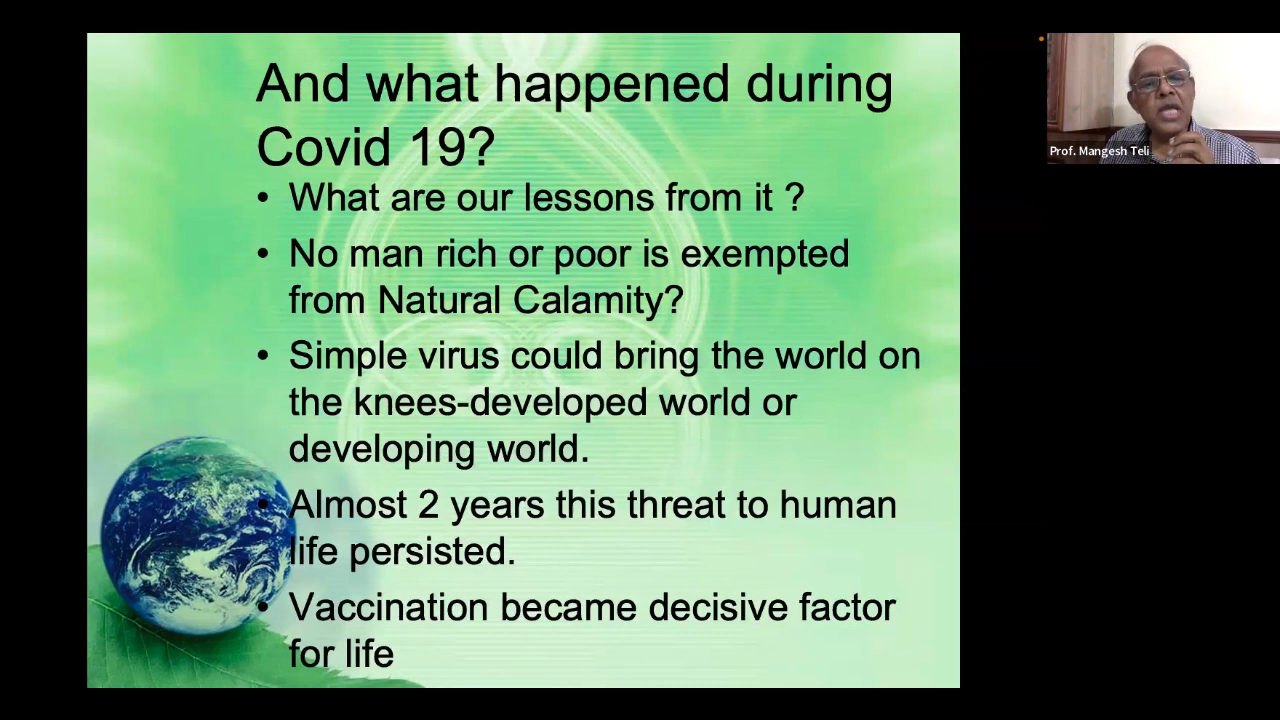 And what happened during
Covid 19?
• What are our lessons from it ?
• No man rich or poor is exempted
from Natural Calamity?
• Simple virus could bring the world on
the knees-developed world or
developing world.
• Almost 2 years this threat to human
life persisted.
• Vaccination became decisive factor
for life
Prof. Mangesh Teli